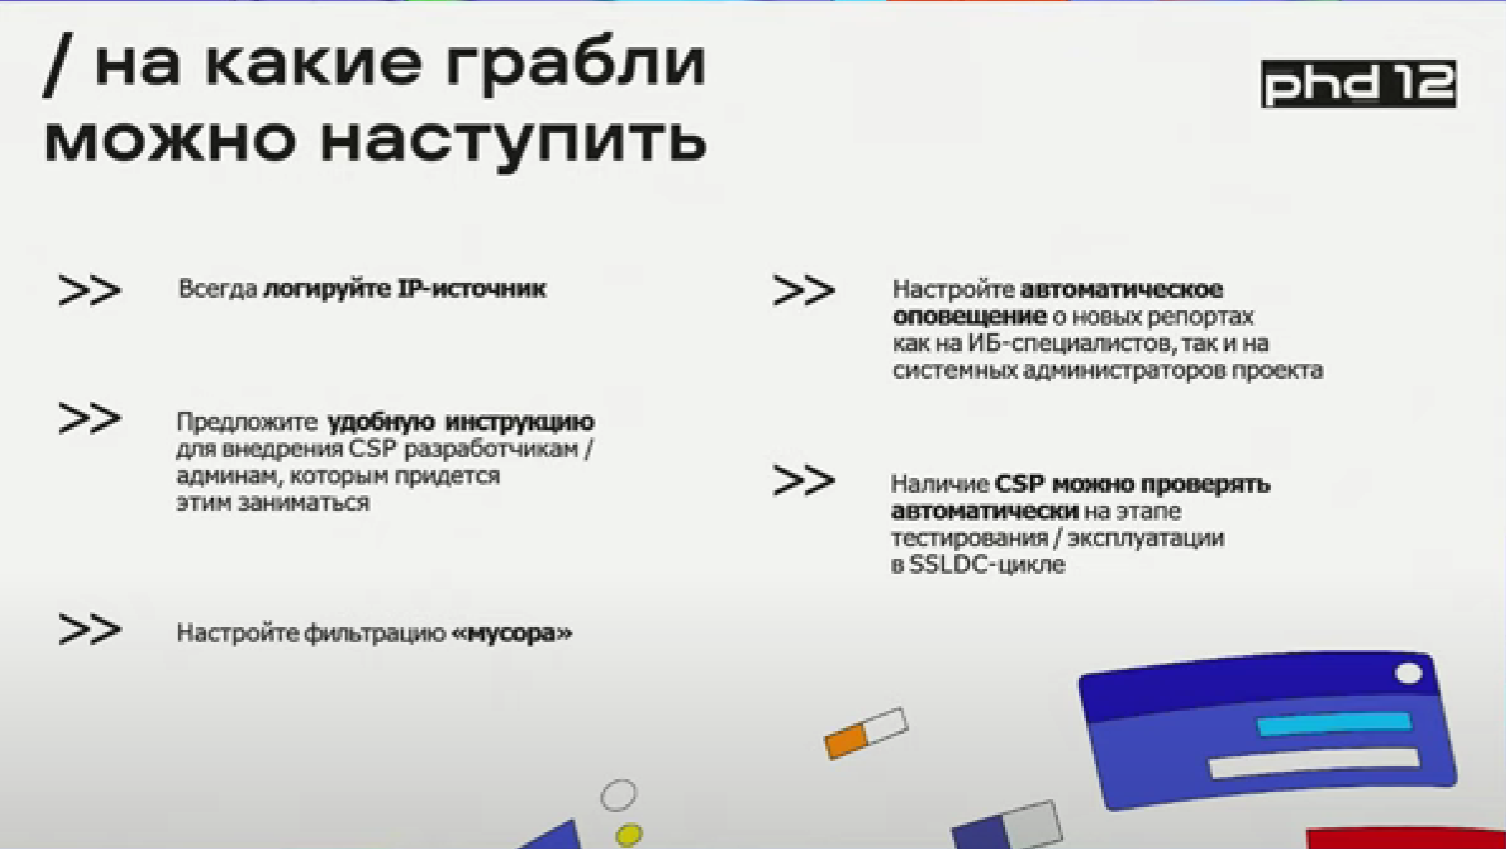 / на какие грабли
можно наступить
phd 12
>> Всегда логируйте IP-источник
>> Предложите удобную инструкцию
для внедрения CSP разработчикам /
админам, которым придется
этим заниматься
>> Настройте фильтрацию «мусора»
>> Настройте автоматическое
оповещение о новых репортах
как на ИБ-специалистов, так и на
системных администраторов проекта
>> Наличие CSP можно проверять
автоматически на этапе
тестирования / эксплуатации
в SSLDC-цикле